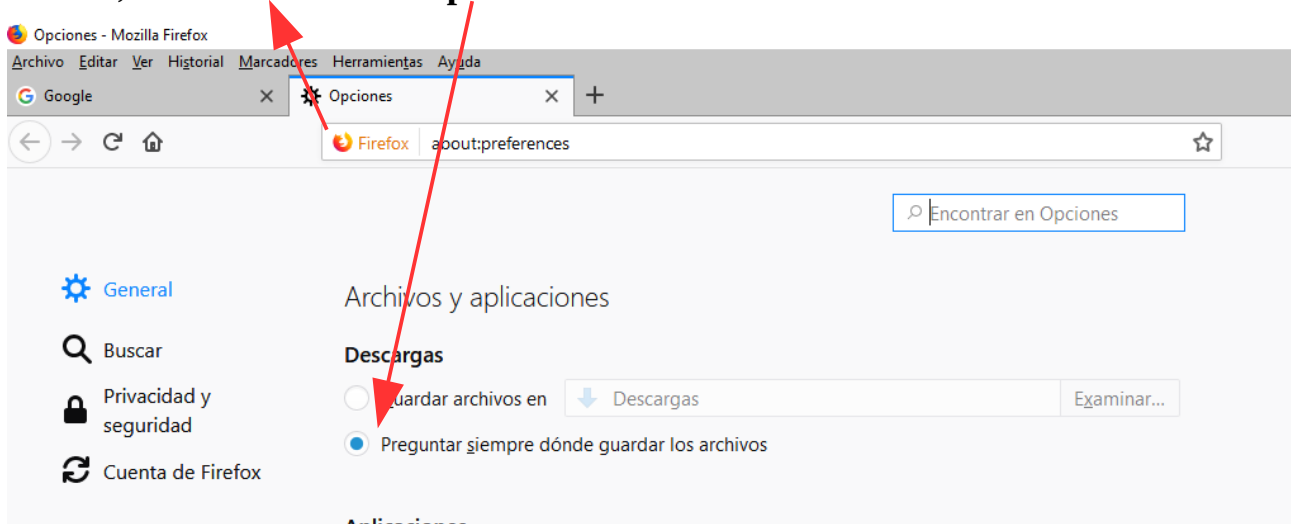 Opciones - Mozilla Firefox
Archivo Editar Ver Historial Marcadores Herramientas Ayuda
Google Opciones
Firefox about:preferences
Encontrar en Opciones
General
Archivos y aplicaciones
Buscar
Descargas
Privacidad y
seguridad
Guardar archivos en Descargas Examinar...
Preguntar siempre dónde guardar los archivos
Cuenta de Firefox
Aplicaciones